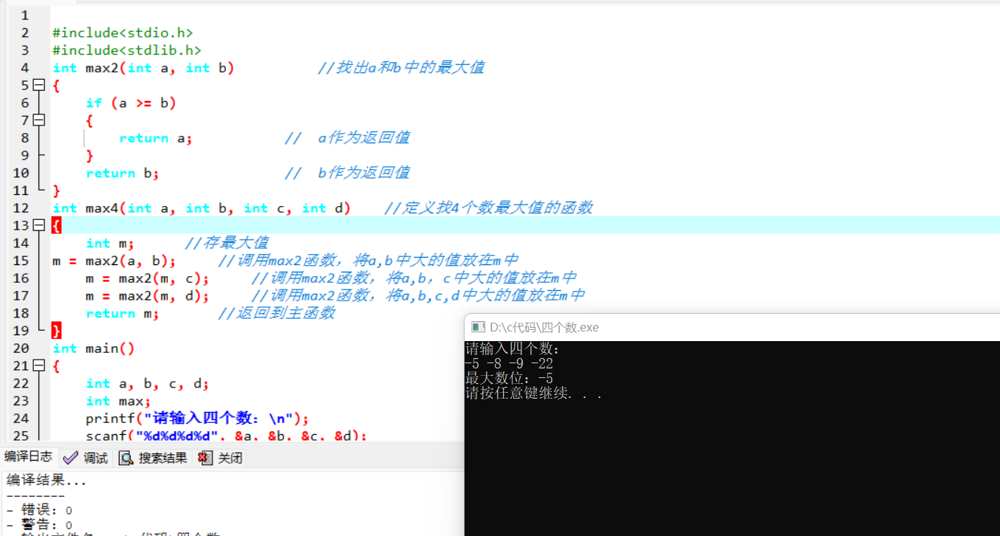 1
2 #include<stdio.h>
3 #include<stdlib.h>
4 int max2(int a, int b) //找出a和b中的最大值
5 {
6 if (a >= b)
7 {
8 return a; // a作为返回值
9 }
10 return b; // b作为返回值
11 }
12 int max4(int a, int b, int c, int d) //定义找4个数最大值的函数
13 {
14 int m; //存最大值
15 m = max2(a, b); //调用max2函数，将a,b中大的值放在m中
16 m = max2(m, c); //调用max2函数，将a,b，c中大的值放在m中
17 m = max2(m, d); //调用max2函数，将a,b,c,d中大的值放在m中
18 return m; //返回到主函数
19 }
20 int main()
21 {
22 int a, b, c, d;
23 int max;
24 printf("请输入四个数：\n");
25 scanf("%d%d%d%d", &a, &b, &c, &d);
D:\c代码\四个数.exe
请输入四个数：
-5 -8 -9 -22
最大数位：-5
请按任意键继续. . .
编译日志 调试 搜索结果 关闭
编译结果...
--------
- 错误: 0
- 警告: 0